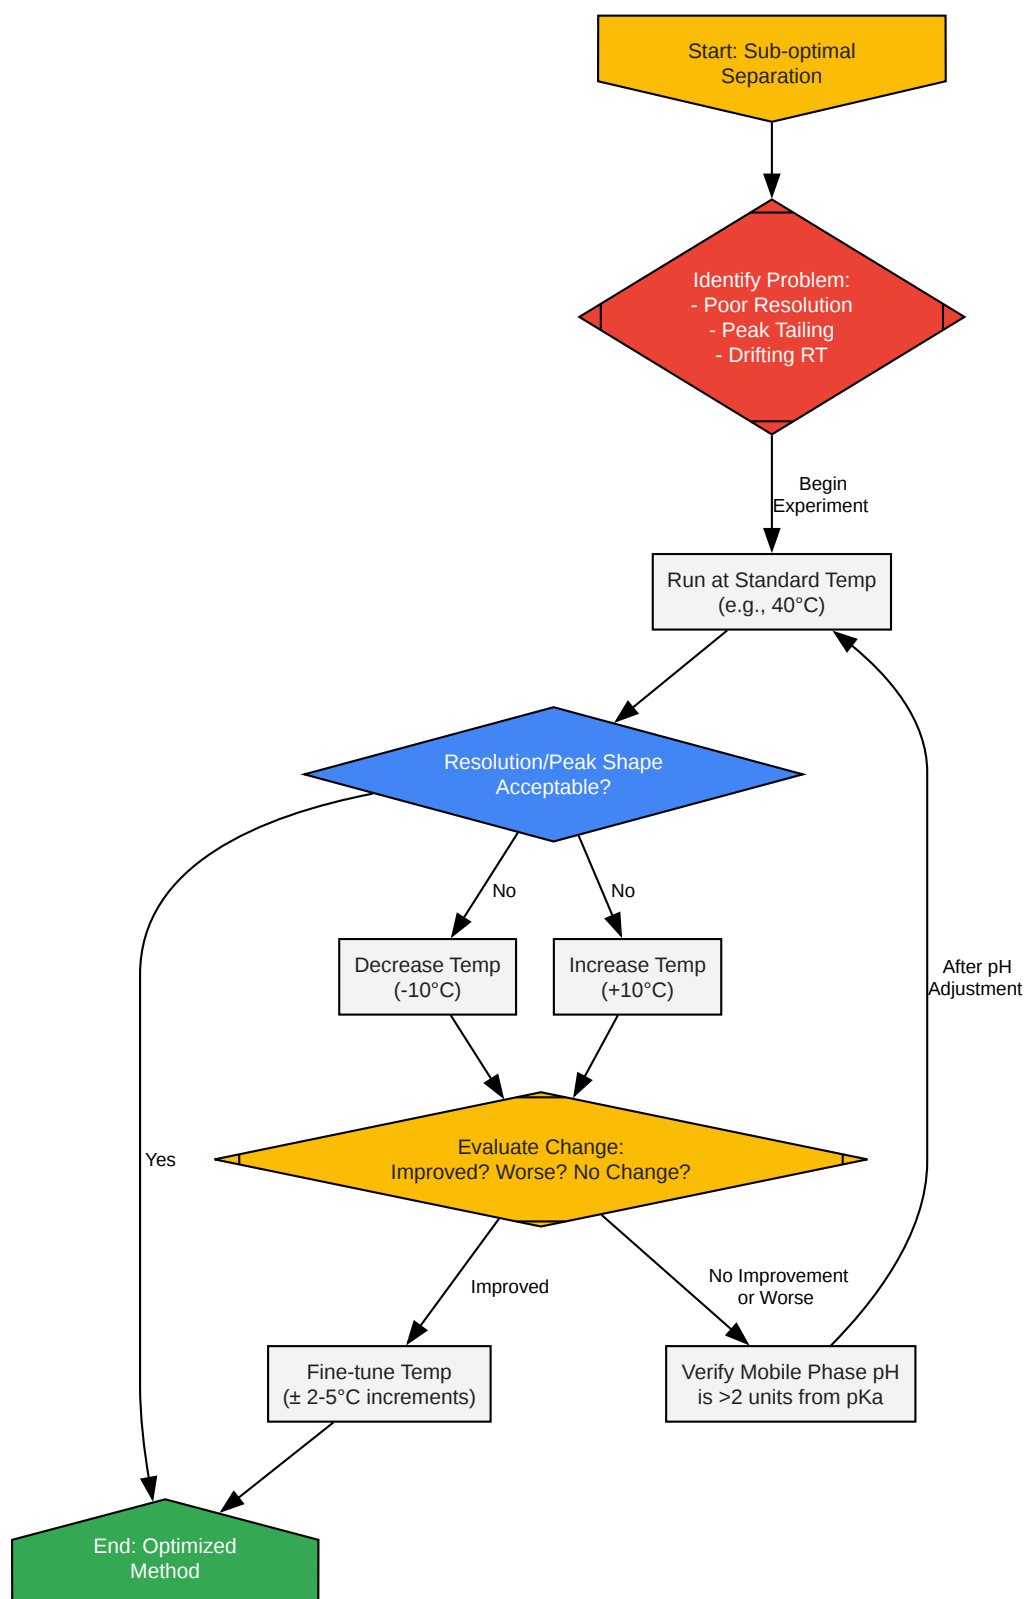 Start: Sub-optimal
Separation
Identify Problem:
- Poor Resolution
- Peak Tailing
- Drifting RT
Begin
Experiment
Run at Standard Temp
(e.g., 40°C)
Resolution/Peak Shape
Acceptable?
No
No
Decrease Temp
(-10°C)
Increase Temp
(+10°C)
After pH
Adjustment
Yes
Evaluate Change:
Improved? Worse? No Change?
Improved
No Improvement
or Worse
Fine-tune Temp
(± 2-5°C increments)
Verify Mobile Phase pH
is >2 units from pKa
End: Optimized
Method